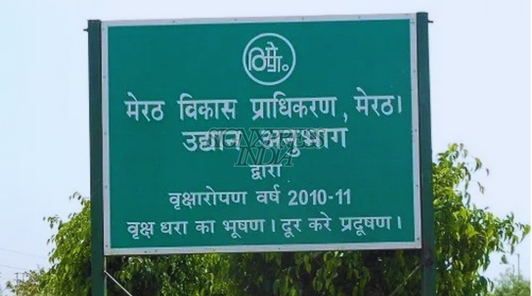 मेरठ विकास प्राधिकरण, मेरठ।
उद्यान अनुभाग
द्वारा
वृक्षारोपण वर्ष 2010-11
वृक्ष धरा का भूषण। दूर करे प्रदूषण।